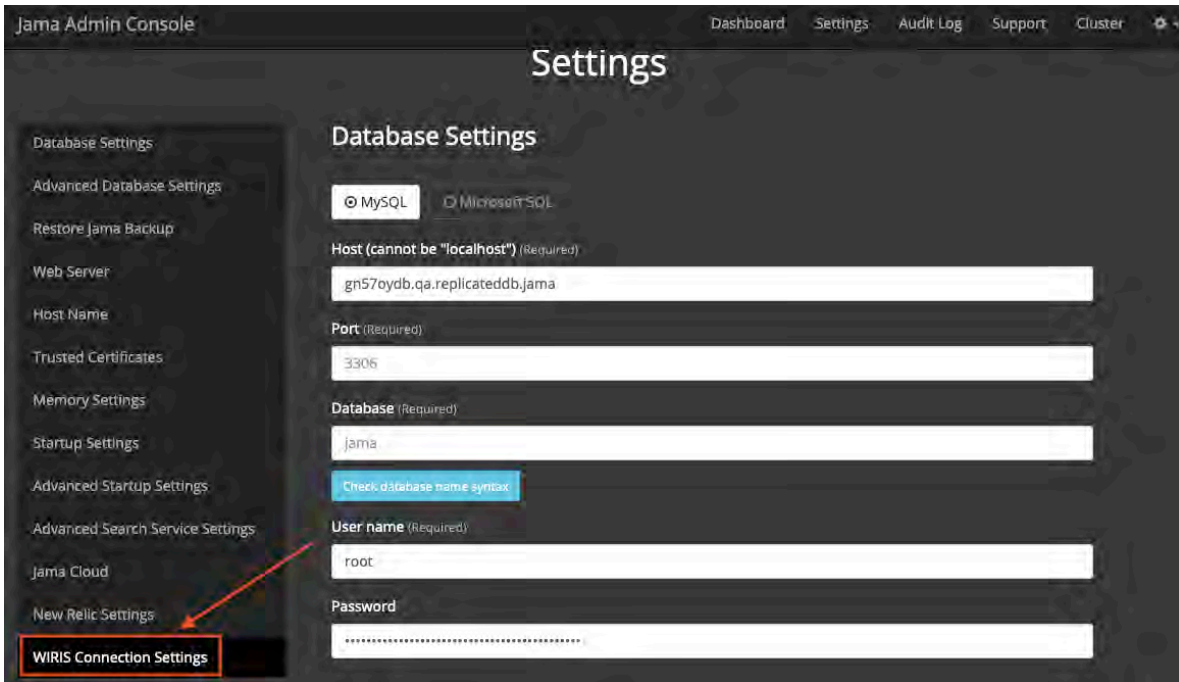 Jama Admin Console
Dashboard Settings Audit Log Support Cluster
Settings
Database Settings
Advanced Database Settings
Restore Jama Backup
Web Server
Host Name
Trusted Certificates
Memory Settings
Startup Settings
Advanced Startup Settings
Advanced Search Service Settings
Jama Cloud
New Relic Settings
WIRIS Connection Settings
Database Settings
MySQL Microsoft SQL
Host (cannot be "localhost") (Required)
gn57oydb.qa.replicateddb.jama
Port (Required)
3306
Database (Required)
jama
Check database name syntax
User name (Required)
root
Password